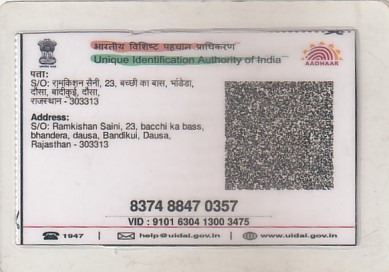 भारतीय विशिष्ट पहचान प्राधिकरण
Unique Identification Authority of India
AADHAAR
पता:
S/O: रामकिशन सैनी, 23, बच्छी का बास, भांडेडा,
दौसा, बांदीकुई, दौसा,
राजस्थान - 303313
Address:
S/O: Ramkishan Saini, 23, bacchi ka bass,
bhandera, dausa, Bandikui, Dausa,
Rajasthan - 303313
8374 8847 0357
VID : 9101 6304 1300 3475
1947 | help@uidai.gov.in | www.uidai.gov.in